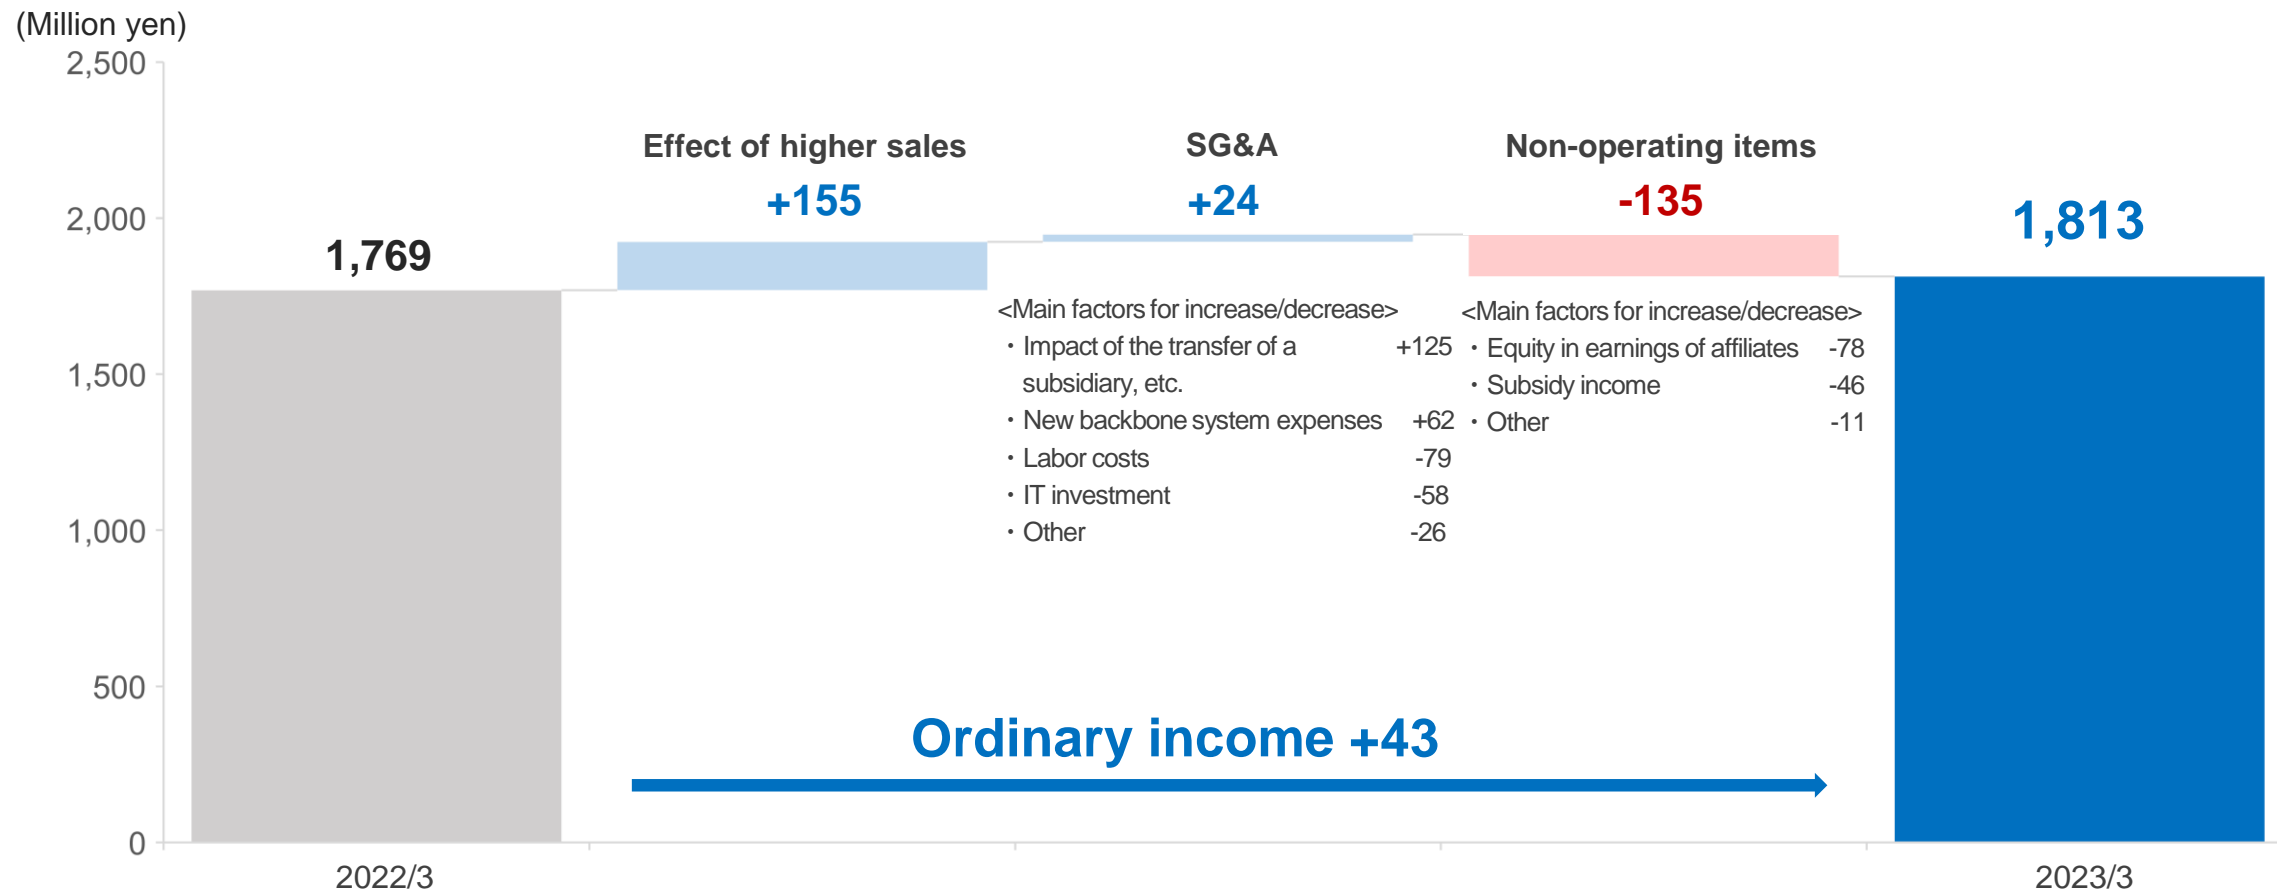 (Million yen)
2,500
2,000
1,500
1,000
500
0
1,769
Effect of higher sales
+155
SG&A
+24
<Main factors for increase/decrease>
・Impact of the transfer of a +125
subsidiary, etc.
・New backbone system expenses +62
・Labor costs -79
・IT investment -58
・Other -26
Non-operating items
-135
<Main factors for increase/decrease>
・Equity in earnings of affiliates -78
・Subsidy income -46
・Other -11
1,813
Ordinary income +43
2022/3
2023/3